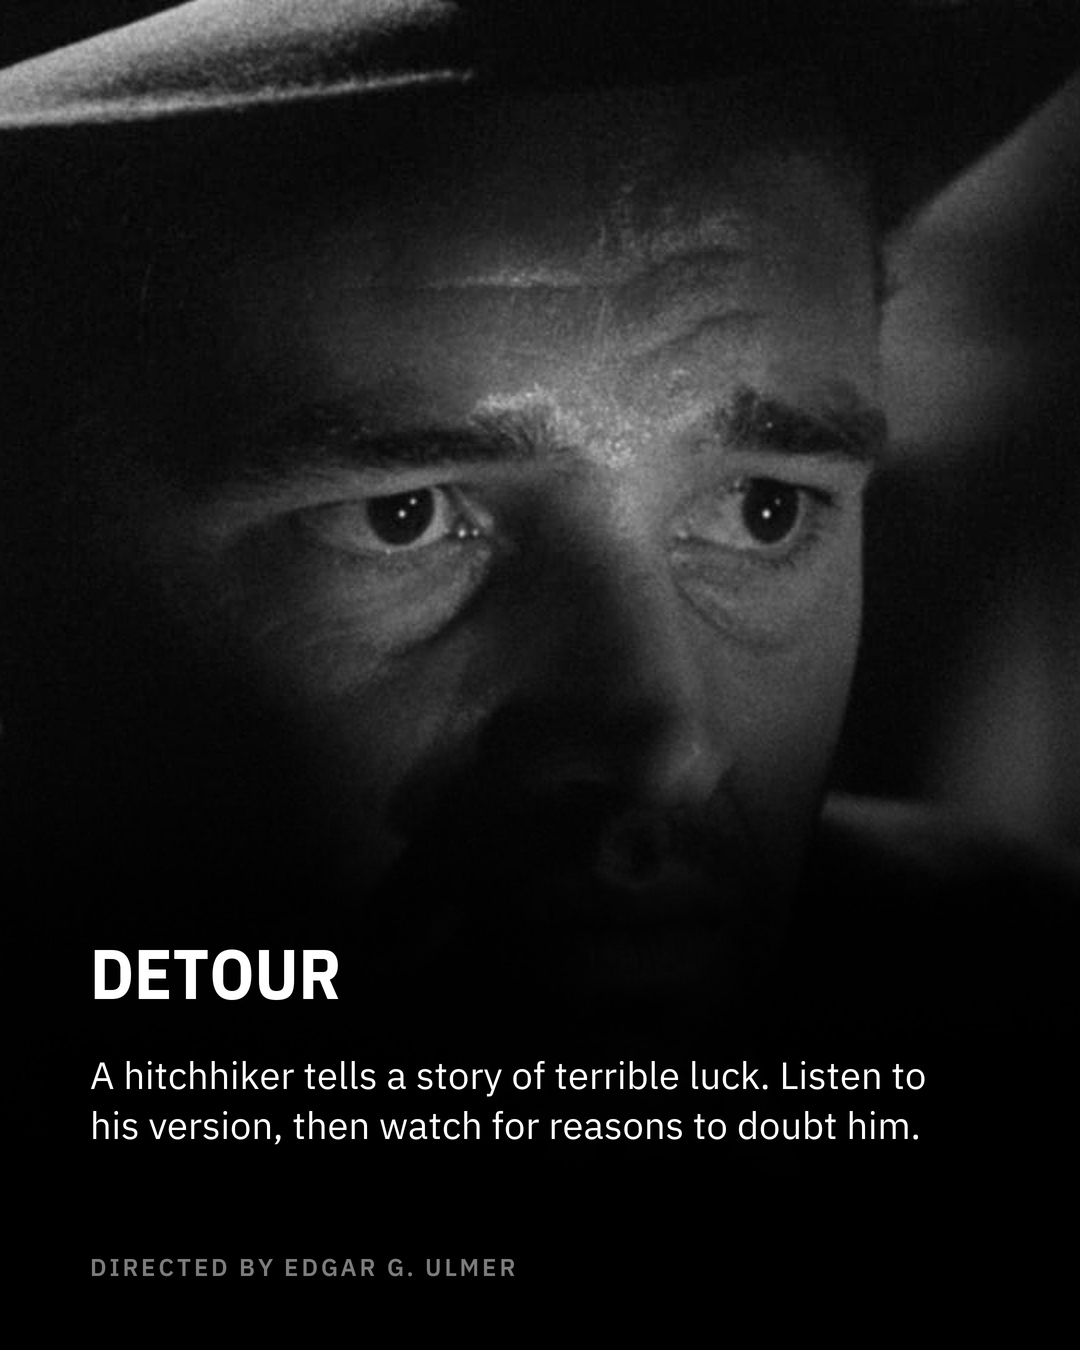 DETOUR
A hitchhiker tells a story of terrible luck. Listen to
his version, then watch for reasons to doubt him.
DIRECTED BY EDGAR G. ULMER